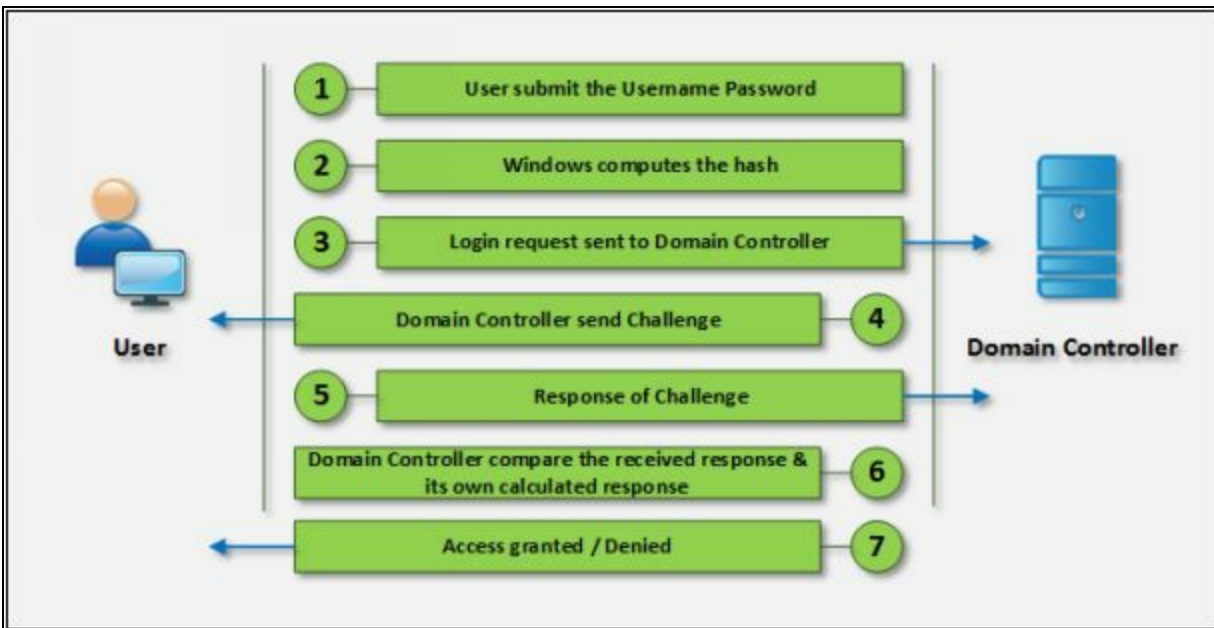 1
User submit the Username Password
2
Windows computes the hash
3
Login request sent to Domain Controller
Domain Controller send Challenge
4
User
Domain Controller
5
Response of Challenge
Domain Controller compare the received response &
its own calculated response
6
Access granted / Denied
7